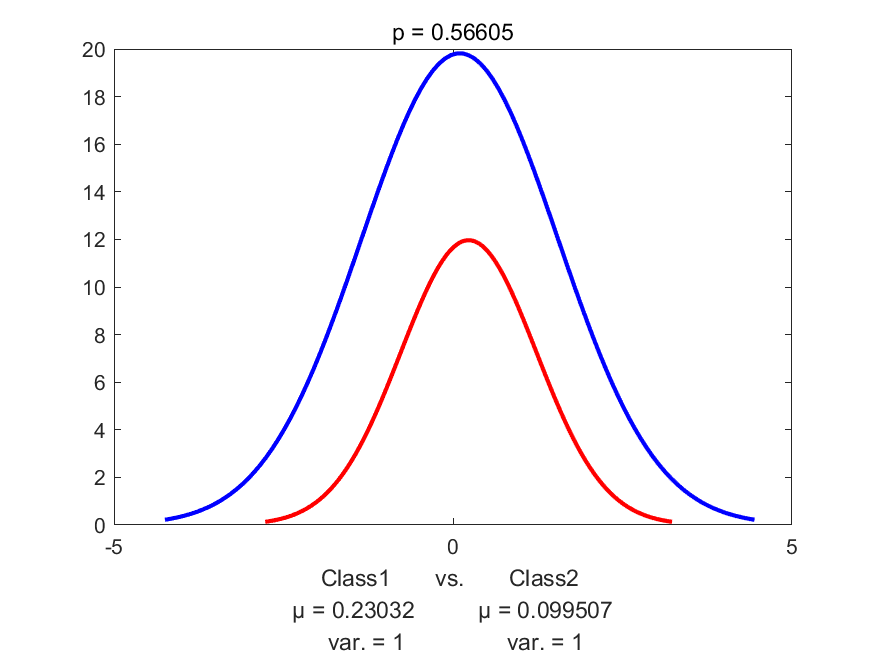 p = 0.56605
20
18
16
14
12
10
8
6
4
2
0
-5 0 5
Class1 vs. Class2
μ = 0.23032 μ = 0.099507
var. = 1 var. = 1